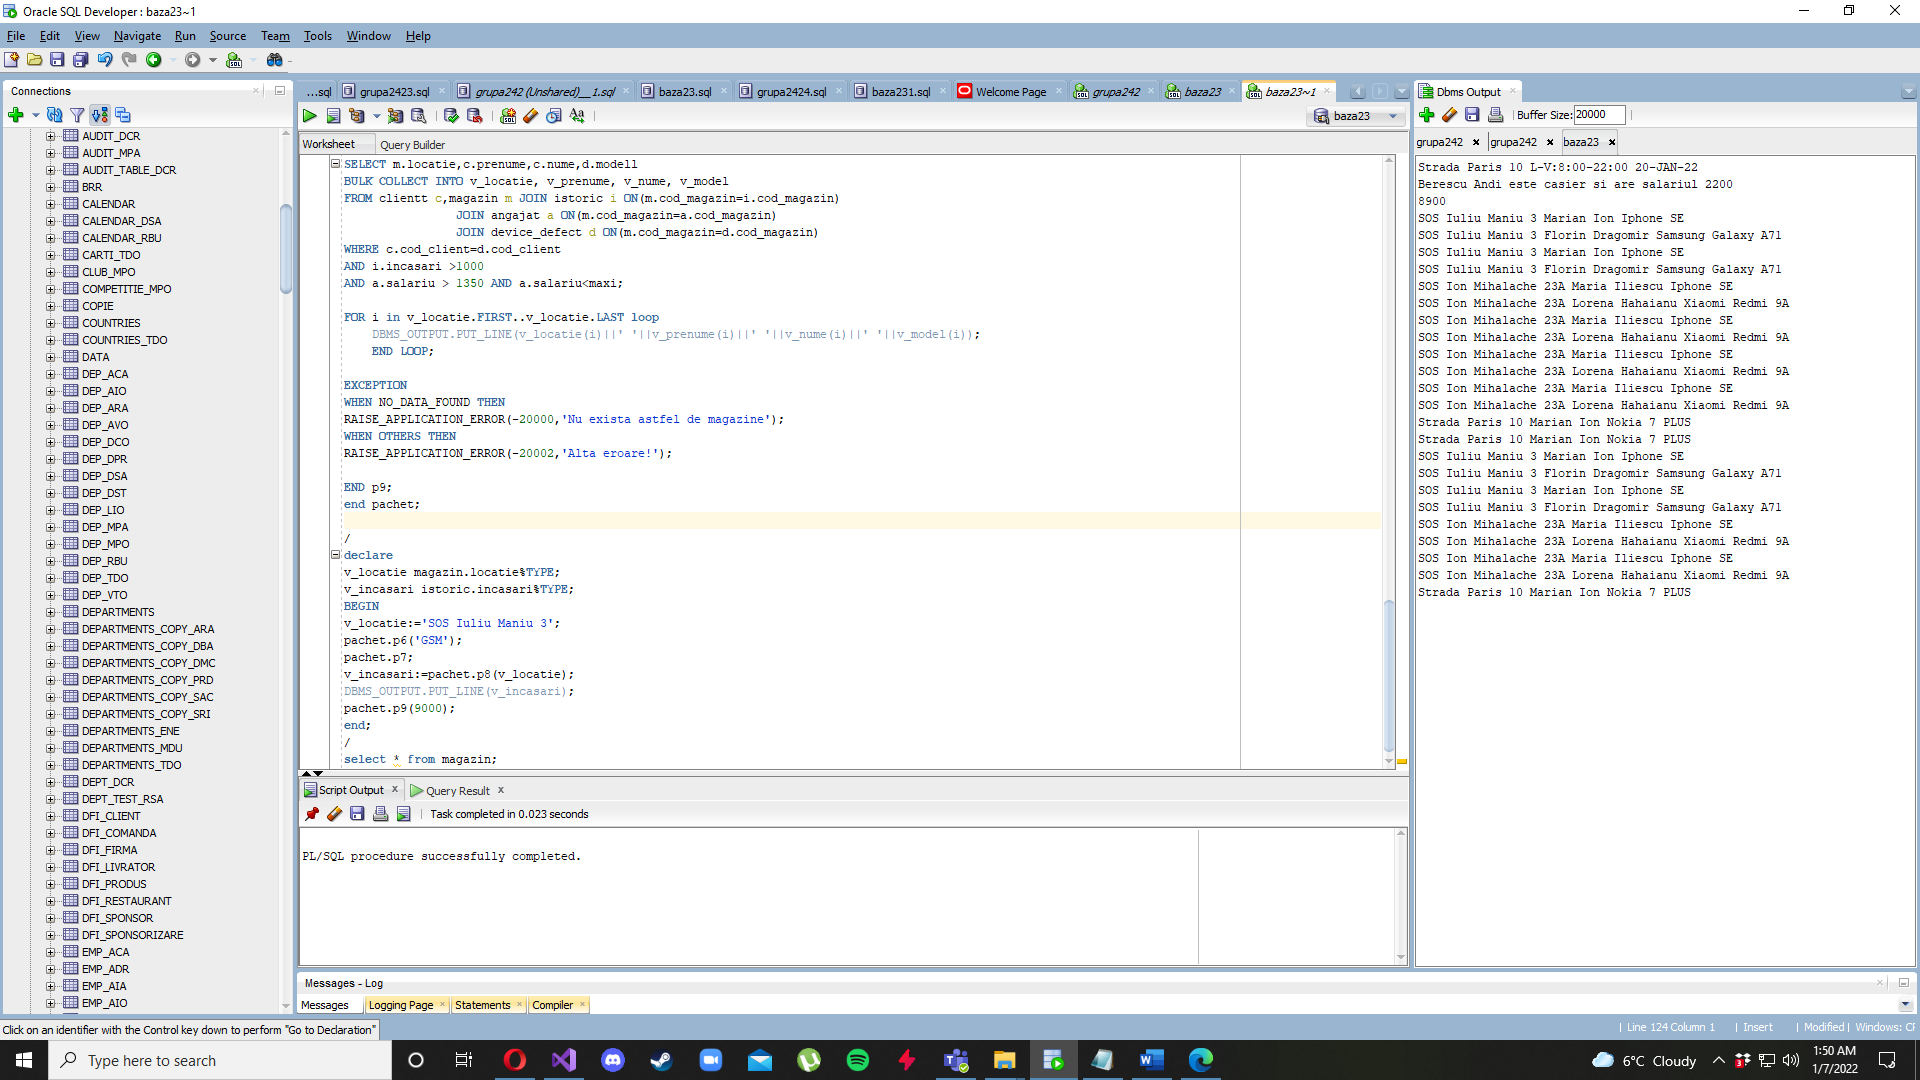 Oracle SQL Developer : baza23~1
File Edit View Navigate Run Source Team Tools Window Help
Connections
AUDIT_DCR
AUDIT_MPA
AUDIT_TABLE_DCR
BRR
CALENDAR
CALENDAR_DSA
CALENDAR_RBU
CARTI_TDO
CLUB_MPO
COMPETITIE_MPO
COPIE
COUNTRIES
COUNTRIES_TDO
DATA
DEP_ACA
DEP_AIO
DEP_ARA
DEP_AVO
DEP_DCO
DEP_DPR
DEP_DSA
DEP_DST
DEP_LIO
DEP_MPA
DEP_MPO
DEP_RBU
DEP_TDO
DEP_VTO
DEPARTMENTS
DEPARTMENTS_COPY_ARA
DEPARTMENTS_COPY_DBA
DEPARTMENTS_COPY_DMC
DEPARTMENTS_COPY_PRD
DEPARTMENTS_COPY_SAC
DEPARTMENTS_COPY_SRI
DEPARTMENTS_ENE
DEPARTMENTS_MDU
DEPARTMENTS_TDO
DEPT_DCR
DEPT_TEST_RSA
DFI_CLIENT
DFI_COMANDA
DFI_FIRMA
DFI_LIVRATOR
DFI_PRODUS
DFI_RESTAURANT
DFI_SPONSOR
DFI_SPONSORIZARE
EMP_ACA
EMP_ADR
EMP_AIA
EMP_AIO
...sql grupa2423.sql grupa242 (Unshared)__1.sql baza23.sql grupa2424.sql baza231.sql Welcome Page grupa242 baza23 baza23~1
baza23
Worksheet Query Builder
SELECT m.locatie,c.prenume,c.nume,d.modell
BULK COLLECT INTO v_locatie, v_prenume, v_nume, v_model
FROM clientt c,magazin m JOIN istoric i ON(m.cod_magazin=i.cod_magazin)
JOIN angajat a ON(m.cod_magazin=a.cod_magazin)
JOIN device_defect d ON(m.cod_magazin=d.cod_magazin)
WHERE c.cod_client=d.cod_client
AND i.incasari >1000
AND a.salariu > 1350 AND a.salariu<maxi;
FOR i in v_locatie.FIRST..v_locatie.LAST loop
DBMS_OUTPUT.PUT_LINE(v_locatie(i)||' '||v_prenume(i)||' '||v_nume(i)||' '||v_model(i));
END LOOP;
EXCEPTION
WHEN NO_DATA_FOUND THEN
RAISE_APPLICATION_ERROR(-20000,'Nu exista astfel de magazine');
WHEN OTHERS THEN
RAISE_APPLICATION_ERROR(-20002,'Alta eroare!');
END p9;
end pachet;
/
declare
v_locatie magazin.locatie%TYPE;
v_incasari istoric.incasari%TYPE;
BEGIN
v_locatie:='SOS Iuliu Maniu 3';
pachet.p6('GSM');
pachet.p7;
v_incasari:=pachet.p8(v_locatie);
DBMS_OUTPUT.PUT_LINE(v_incasari);
pachet.p9(9000);
end;
/
select * from magazin;
Script Output Query Result
Task completed in 0.023 seconds
PL/SQL procedure successfully completed.
Messages - Log
Messages Logging Page Statements Compiler
Dbms Output
Buffer Size: 20000
grupa242 grupa242 baza23
Strada Paris 10 L-V:8:00-22:00 20-JAN-22
Berescu Andi este casier si are salariul 2200
8900
SOS Iuliu Maniu 3 Marian Ion Iphone SE
SOS Iuliu Maniu 3 Florin Dragomir Samsung Galaxy A71
SOS Iuliu Maniu 3 Marian Ion Iphone SE
SOS Iuliu Maniu 3 Florin Dragomir Samsung Galaxy A71
SOS Ion Mihalache 23A Maria Iliescu Iphone SE
SOS Ion Mihalache 23A Lorena Hahaianu Xiaomi Redmi 9A
SOS Ion Mihalache 23A Maria Iliescu Iphone SE
SOS Ion Mihalache 23A Lorena Hahaianu Xiaomi Redmi 9A
SOS Ion Mihalache 23A Maria Iliescu Iphone SE
SOS Ion Mihalache 23A Lorena Hahaianu Xiaomi Redmi 9A
SOS Ion Mihalache 23A Maria Iliescu Iphone SE
SOS Ion Mihalache 23A Lorena Hahaianu Xiaomi Redmi 9A
Strada Paris 10 Marian Ion Nokia 7 PLUS
Strada Paris 10 Marian Ion Nokia 7 PLUS
SOS Iuliu Maniu 3 Marian Ion Iphone SE
SOS Iuliu Maniu 3 Florin Dragomir Samsung Galaxy A71
SOS Iuliu Maniu 3 Marian Ion Iphone SE
SOS Iuliu Maniu 3 Florin Dragomir Samsung Galaxy A71
SOS Ion Mihalache 23A Maria Iliescu Iphone SE
SOS Ion Mihalache 23A Lorena Hahaianu Xiaomi Redmi 9A
SOS Ion Mihalache 23A Maria Iliescu Iphone SE
SOS Ion Mihalache 23A Lorena Hahaianu Xiaomi Redmi 9A
Strada Paris 10 Marian Ion Nokia 7 PLUS
Click on an identifier with the Control key down to perform "Go to Declaration"
Line 124 Column 1 Insert Modified Windows: CF
Type here to search
6°C Cloudy
1:50 AM
1/7/2022